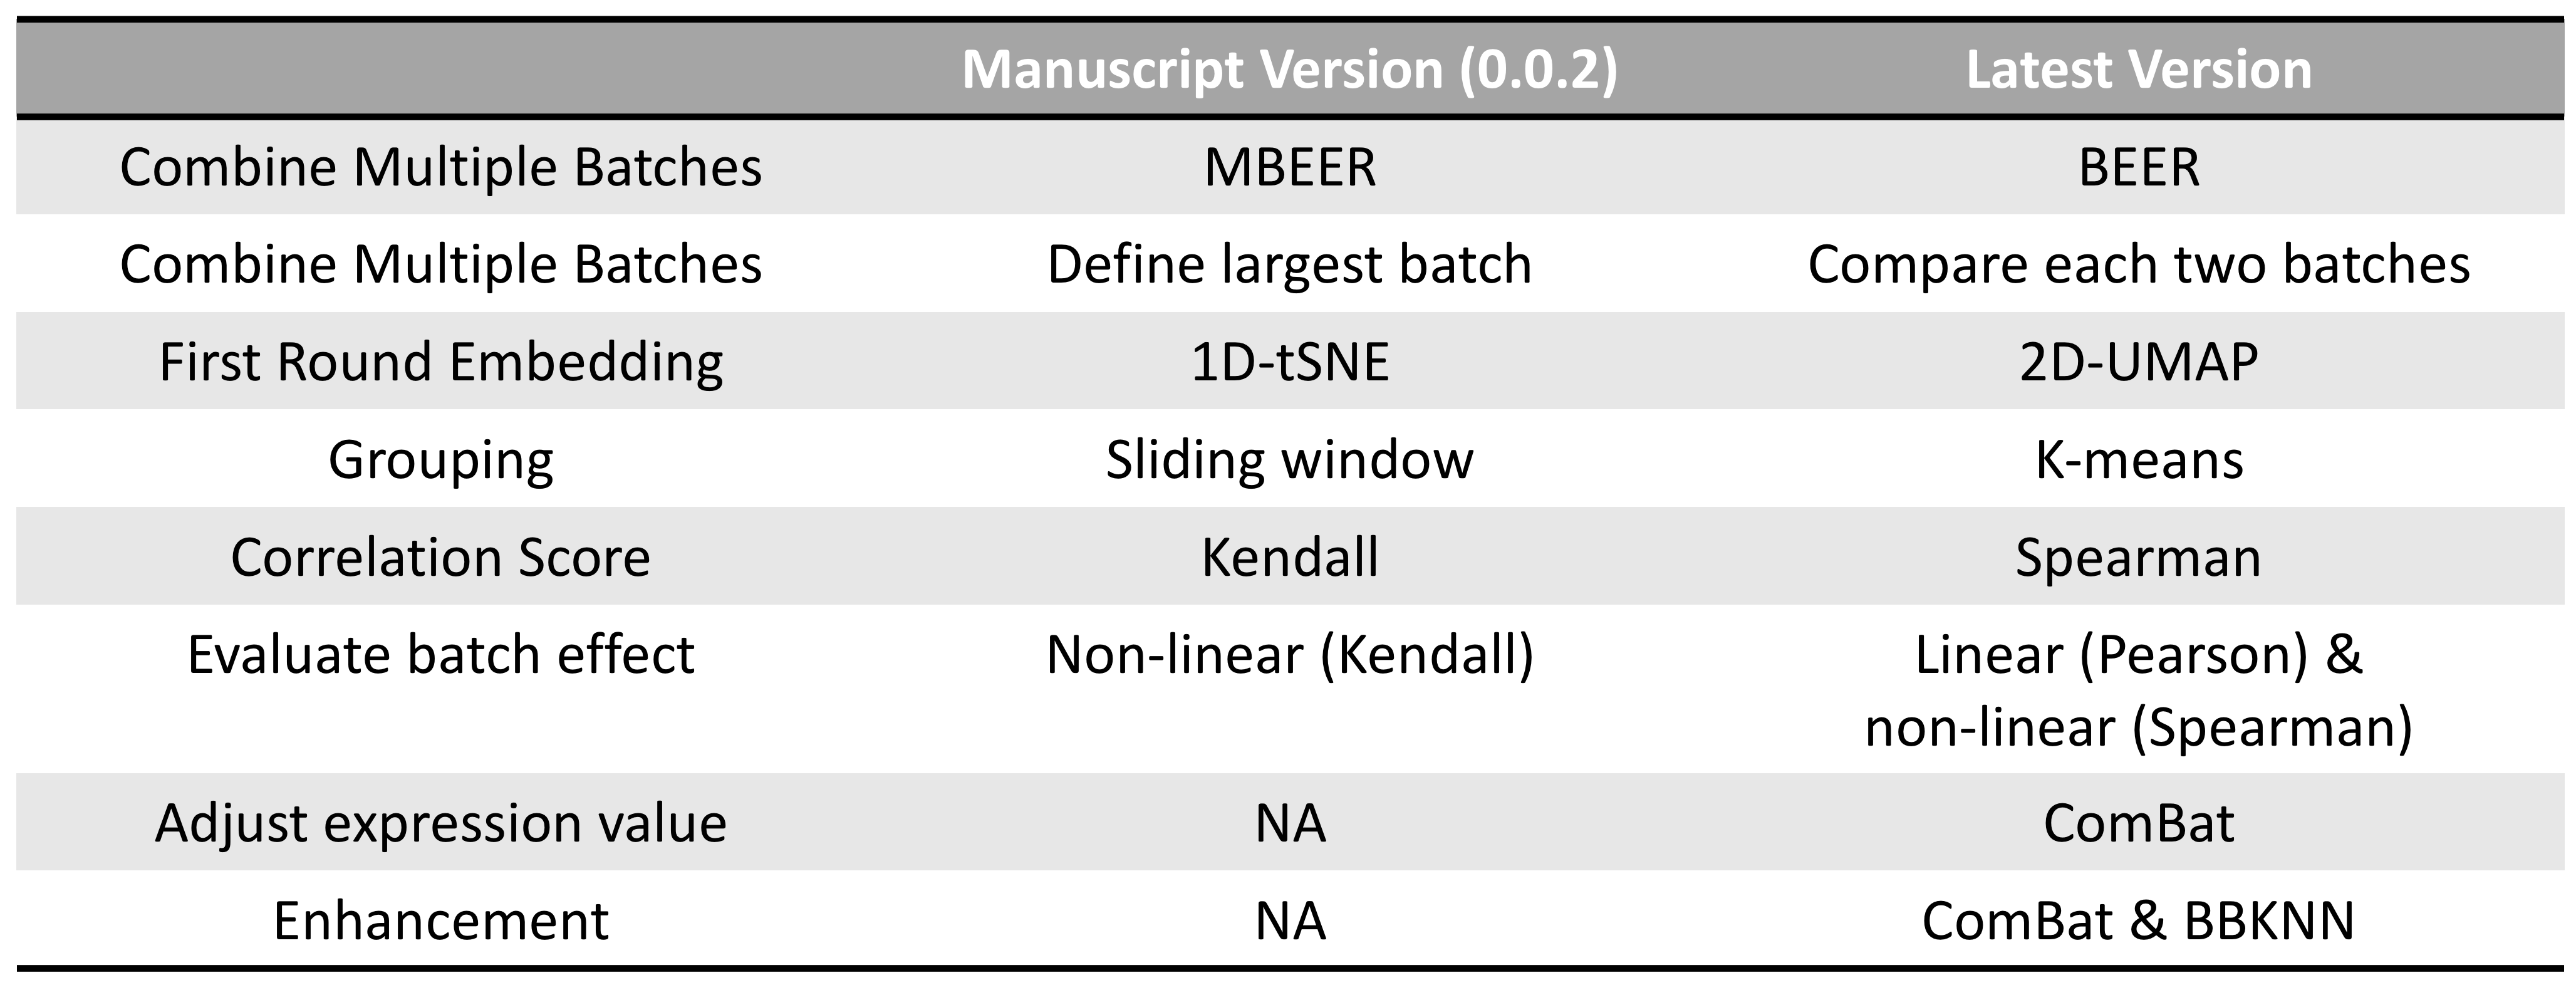 Manuscript Version (0.0.2) Latest Version
Combine Multiple Batches MBEER BEER
Combine Multiple Batches Define largest batch Compare each two batches
First Round Embedding 1D-tSNE 2D-UMAP
Grouping Sliding window K-means
Correlation Score Kendall Spearman
Evaluate batch effect Non-linear (Kendall) Linear (Pearson) &
non-linear (Spearman)
Adjust expression value NA ComBat
Enhancement NA ComBat & BBKNN